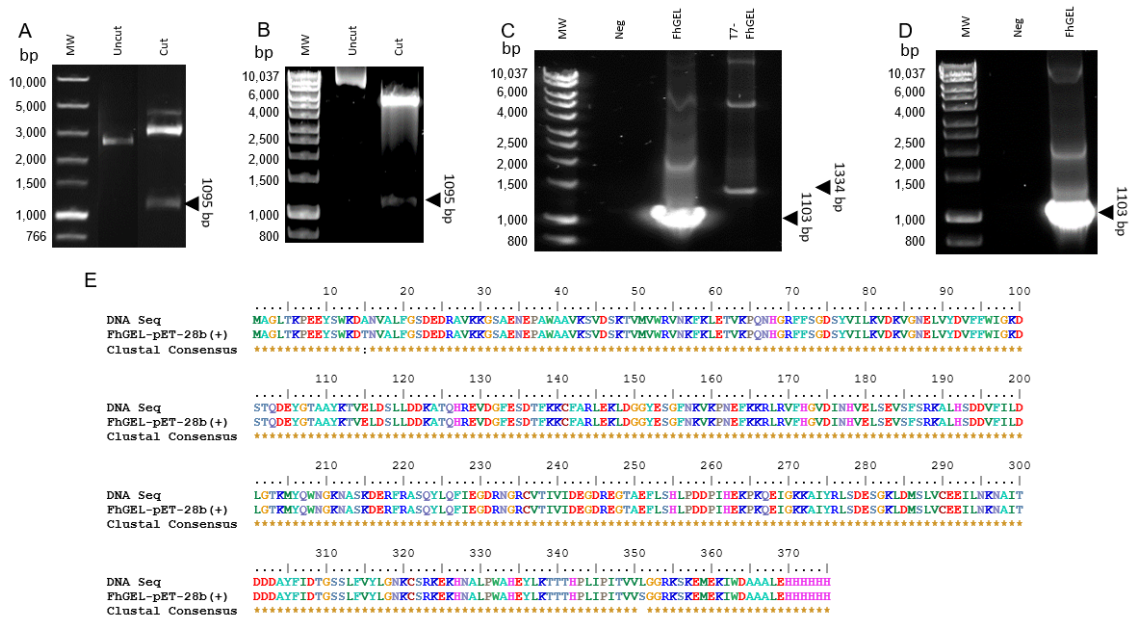 A
B
C
D
bp
MW
Uncut
Cut
10,000
5,000
3,000
2,000
1,500
1,000
766
1095 bp
bp
MW
Uncut
Cut
10,037
6,000
4,000
2,500
2,000
1,500
1,000
800
1095 bp
bp
MW
Neg
FhGEL
T7-
FhGEL
10,037
6,000
4,000
2,500
2,000
1,500
1,000
800
1334 bp
1103 bp
bp
MW
Neg
FhGEL
10,037
6,000
4,000
2,500
2,000
1,500
1,000
800
1103 bp
E
10 20 30 40 50 60 70 80 90 100
DNA Seq MAGLTKPEEYSWKDANVALFGSDEDRAVKKGSAENEPAWAAVKSVDSKTVMVWRVNKFKLETVKPQNHGRFFSGDSYVILKVDKVGNELVYDVFFWIGKD
FhGEL-pET-28b(+) MAGLTKPEEYSWKDTNVALFGSDEDRAVKKGSAENEPAWAAVKSVDSKTVMVWRVNKFKLETVKPQNHGRFFSGDSYVILKVDKVGNELVYDVFFWIGKD
Clustal Consensus **************:*************************************************************************************
110 120 130 140 150 160 170 180 190 200
DNA Seq STQDEYGTAAYKTVELDSLLDDKATQHREVDGFESDTFKKCFARLEKLDGGYESGFNKVKPNEFKKRLRVFHGVDINHVELSEVSFSRKALHSDDVFILD
FhGEL-pET-28b(+) STQDEYGTAAYKTVELDSLLDDKATQHREVDGFESDTFKKCFARLEKLDGGYESGFNKVKPNEFKKRLRVFHGVDINHVELSEVSFSRKALHSDDVFILD
Clustal Consensus ****************************************************************************************************
210 220 230 240 250 260 270 280 290 300
DNA Seq LGTKMYQWNGKNASKDERFRASQYLQFIEGDRNGRCVTIVIDEGDREGTAEFLSHLPDDPIHEKPKQEIGKKAIYRLSDESGKLDMSLVCEEILNKNAIT
FhGEL-pET-28b(+) LGTKMYQWNGKNASKDERFRASQYLQFIEGDRNGRCVTIVIDEGDREGTAEFLSHLPDDPIHEKPKQEIGKKAIYRLSDESGKLDMSLVCEEILNKNAIT
Clustal Consensus ****************************************************************************************************
310 320 330 340 350 360 370
DNA Seq DDDAYFIDTGSSLFVYLGNKCSRKEKHNALPWAHEYLKTTTHPLIPITVVLGGRKSKEMEKIWDAAALEHHHHHH
FhGEL-pET-28b(+) DDDAYFIDTGSSLFVYLGNKCSRKEKHNALPWAHEYLKTTTHPLIPITVVSGGRKSKEMEKIWDAAALEHHHHHH
Clustal Consensus ************************************************** ************************